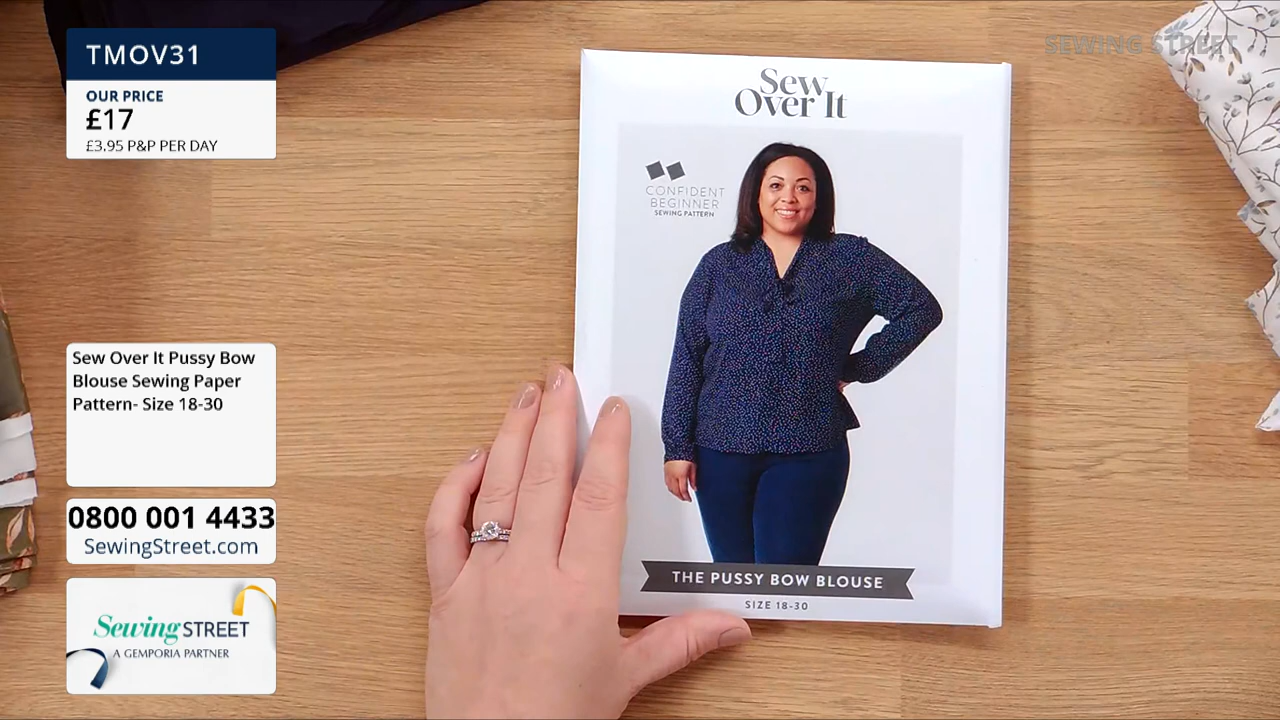 TMOV31
OUR PRICE
£17
£3.95 P&P PER DAY
Sew Over It Pussy Bow
Blouse Sewing Paper
Pattern- Size 18-30
0800 001 4433
SewingStreet.com
Sewing STREET
A GEMPORIA PARTNER
SEWING STREET
Sew
Over It
CONFIDENT
BEGINNER
SEWING PATTERN
THE PUSSY BOW BLOUSE
SIZE 18-30